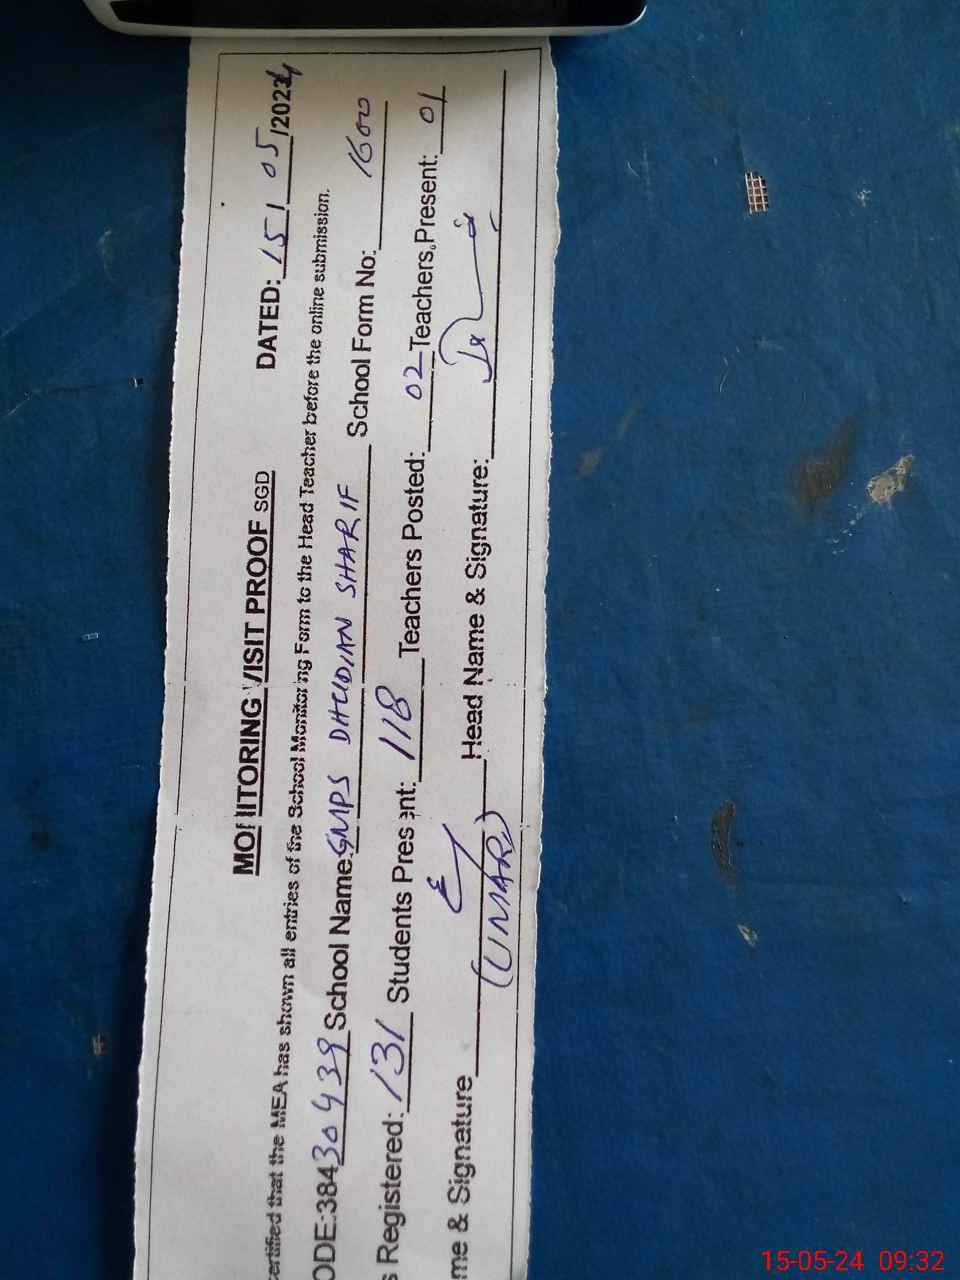 MONITORING VISIT PROOF SGD DATED: 15/05/2024
ertified that the MEA has shown all entries of the School Monitoring Form to the Head Teacher before the online submission.
ODE:38430439 School Name: GMPS DHUDIAN SHARIF School Form No: 1600
s Registered: 131 Students Present: 118 Teachers Posted: 02 Teachers Present: 01
me & Signature (UMAR) Head Name & Signature:
15-05-24 09:32